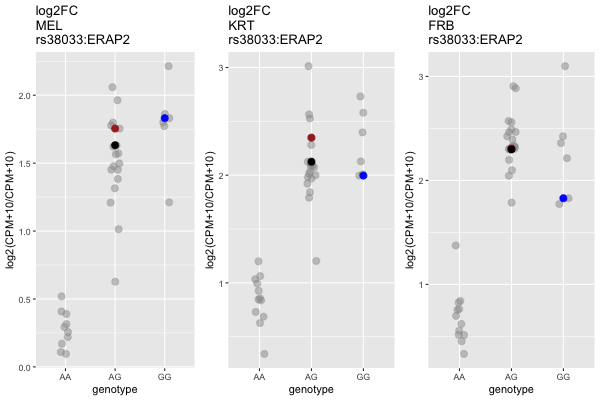 log2FC
MEL
rs38033:ERAP2
log2(CPM+10/CPM+10)
2.0
1.5
1.0
0.5
0.0
AA AG GG
genotype
log2FC
KRT
rs38033:ERAP2
log2(CPM+10/CPM+10)
3
2
1
AA AG GG
genotype
log2FC
FRB
rs38033:ERAP2
log2(CPM+10/CPM+10)
3
2
1
AA AG GG
genotype